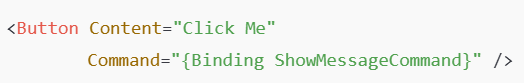 <Button Content="Click Me"
        Command="{Binding ShowMessageCommand}" />